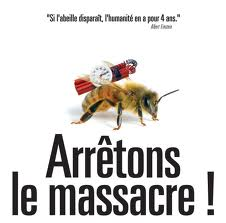 "Si l'abeille disparaît, l'humanité en a pour 4 ans."
Albert Einstein
Arrêtons
le massacre !